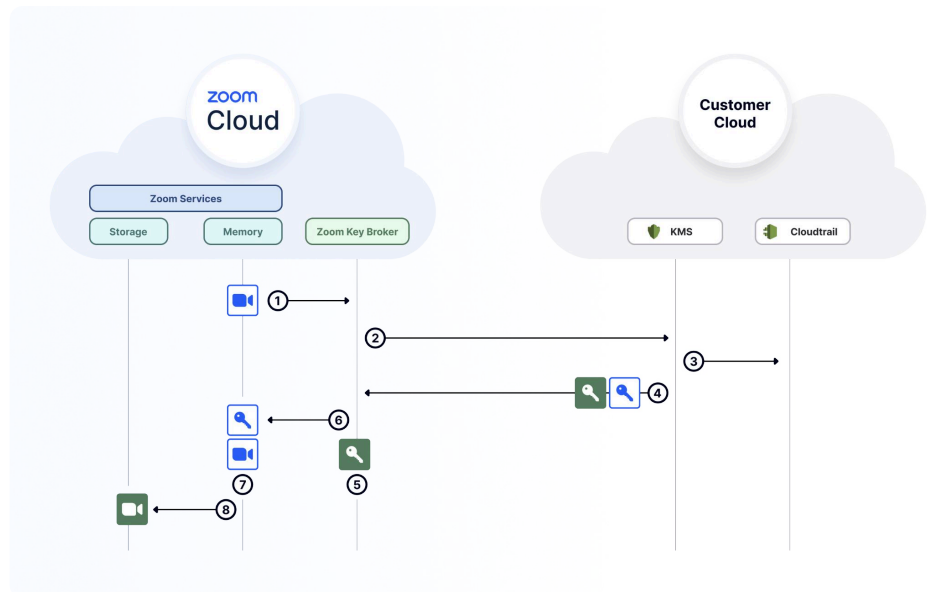 zoom
Cloud
Customer
Cloud
Zoom Services
Storage
Memory
Zoom Key Broker
KMS
Cloudtrail
1
2
3
4
6
7
5
8